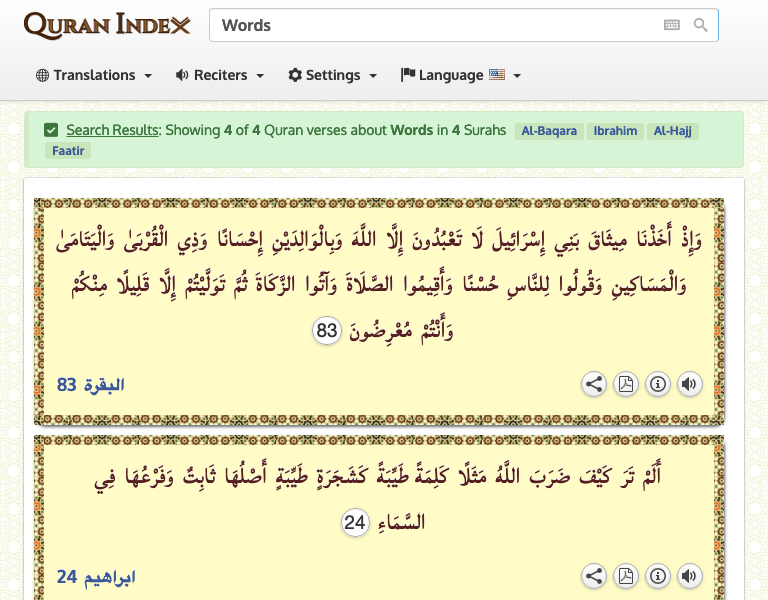 QURAN INDEX
Words
Translations
Reciters
Settings
Language
Search Results: Showing 4 of 4 Quran verses about Words in 4 Surahs Al-Baqara Ibrahim Al-Hajj
Faatir
وَإِذْ أَخَذْنَا مِيثَاقَ بَنِي إِسْرَائِيلَ لَا تَعْبُدُونَ إِلَّا اللَّهَ وَبِالْوَالِدَيْنِ إِحْسَانًا وَذِي الْقُرْبَىٰ وَالْيَتَامَىٰ
وَالْمَسَاكِينِ وَقُولُوا لِلنَّاسِ حُسْنًا وَأَقِيمُوا الصَّلَاةَ وَآتُوا الزَّكَاةَ ثُمَّ تَوَلَّيْتُمْ إِلَّا قَلِيلًا مِنْكُمْ
وَأَنْتُمْ مُعْرِضُونَ 83
البقرة 83
أَلَمْ تَرَ كَيْفَ ضَرَبَ اللَّهُ مَثَلًا كَلِمَةً طَيِّبَةً كَشَجَرَةٍ طَيِّبَةٍ أَصْلُهَا ثَابِتٌ وَفَرْعُهَا فِي
السَّمَاءِ 24
ابراهيم 24